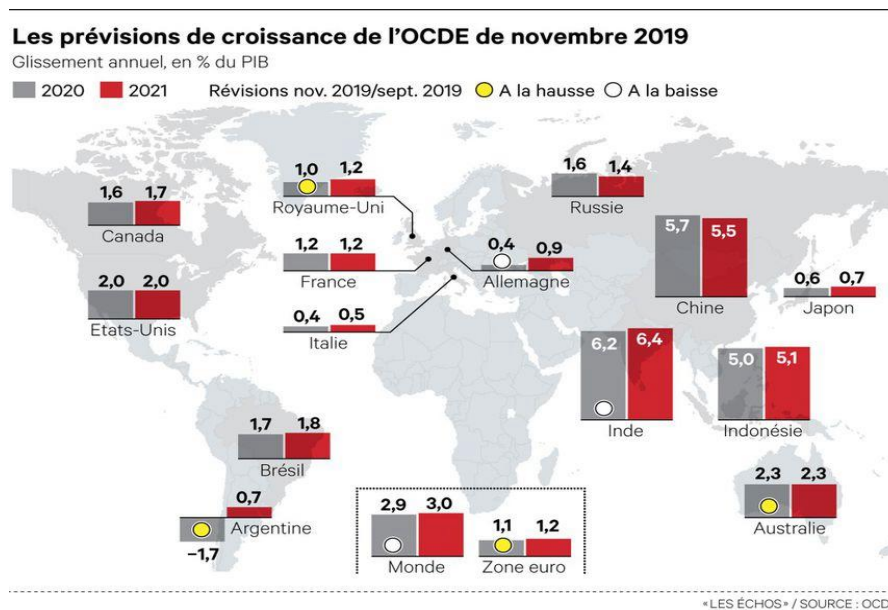 Les prévisions de croissance de l'OCDE de novembre 2019
Glissement annuel, en % du PIB
2020 2021 Révisions nov. 2019/sept. 2019 A la hausse A la baisse
1,6 1,7
Canada
2,0 2,0
Etats-Unis
1,0 1,2
Royaume-Uni
1,2 1,2
France
0,4 0,5
Italie
0,4 0,9
Allemagne
1,6 1,4
Russie
5,7 5,5
Chine
0,6 0,7
Japon
6,2 6,4
Inde
5,0 5,1
Indonésie
1,7 1,8
Brésil
0,7
Argentine
–1,7
2,9 3,0
Monde
1,1 1,2
Zone euro
2,3 2,3
Australie
«LES ÉCHOS» / SOURCE : OCD